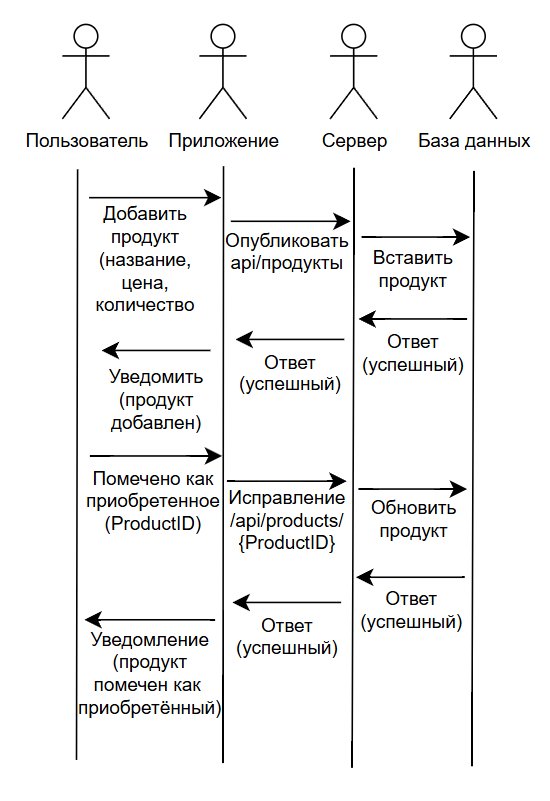 Пользователь
Приложение
Сервер
База данных
Добавить
продукт
(название,
цена,
количество
Опубликовать
api/продукты
Вставить
продукт
Ответ
(успешный)
Ответ
(успешный)
Уведомить
(продукт
добавлен)
Помечено как
приобретенное
(ProductID)
Исправление
/api/products/
{ProductID}
Обновить
продукт
Ответ
(успешный)
Ответ
(успешный)
Уведомление
(продукт
помечен как
приобретённый)